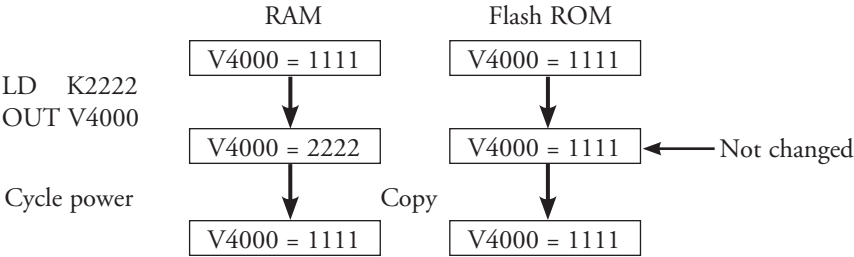 RAM Flash ROM
V4000 = 1111 V4000 = 1111
LD K2222
OUT V4000
V4000 = 2222 V4000 = 1111 Not changed
Cycle power Copy
V4000 = 1111 V4000 = 1111